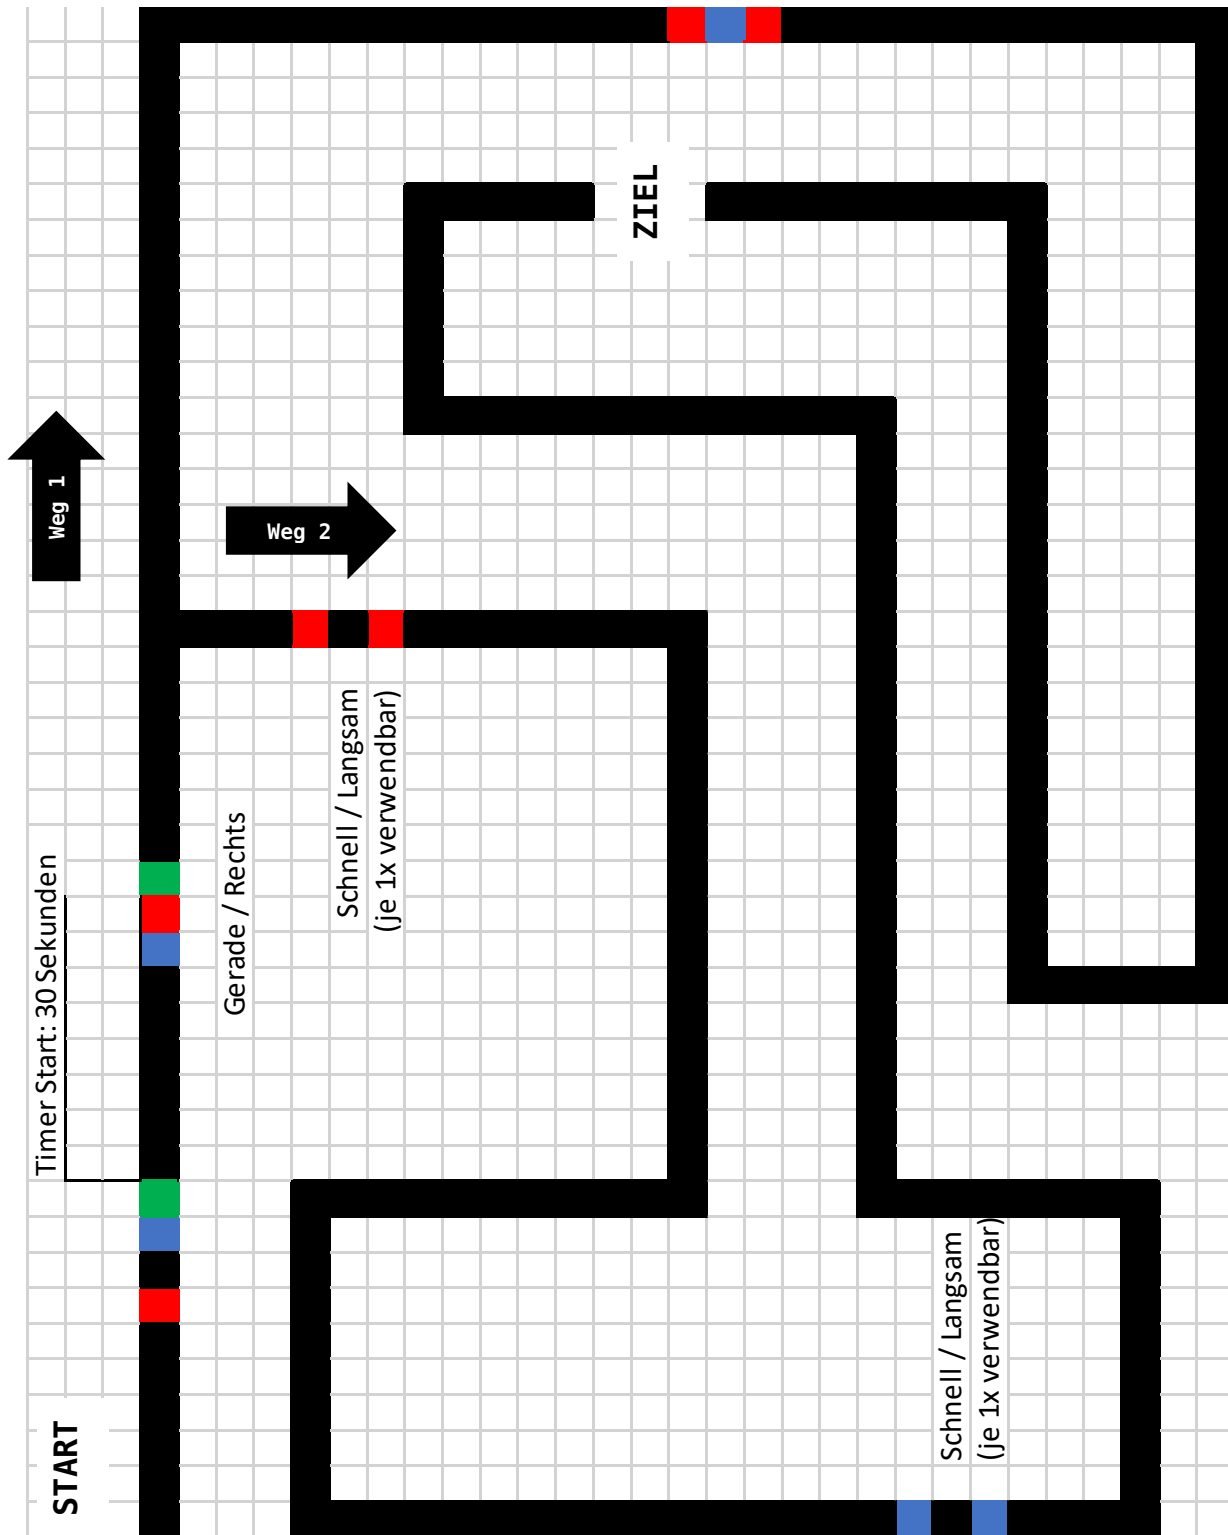 START
Timer Start: 30 Sekunden
Weg 1
Gerade / Rechts
Weg 2
Schnell / Langsam
(je 1x verwendbar)
ZIEL
Schnell / Langsam
(je 1x verwendbar)